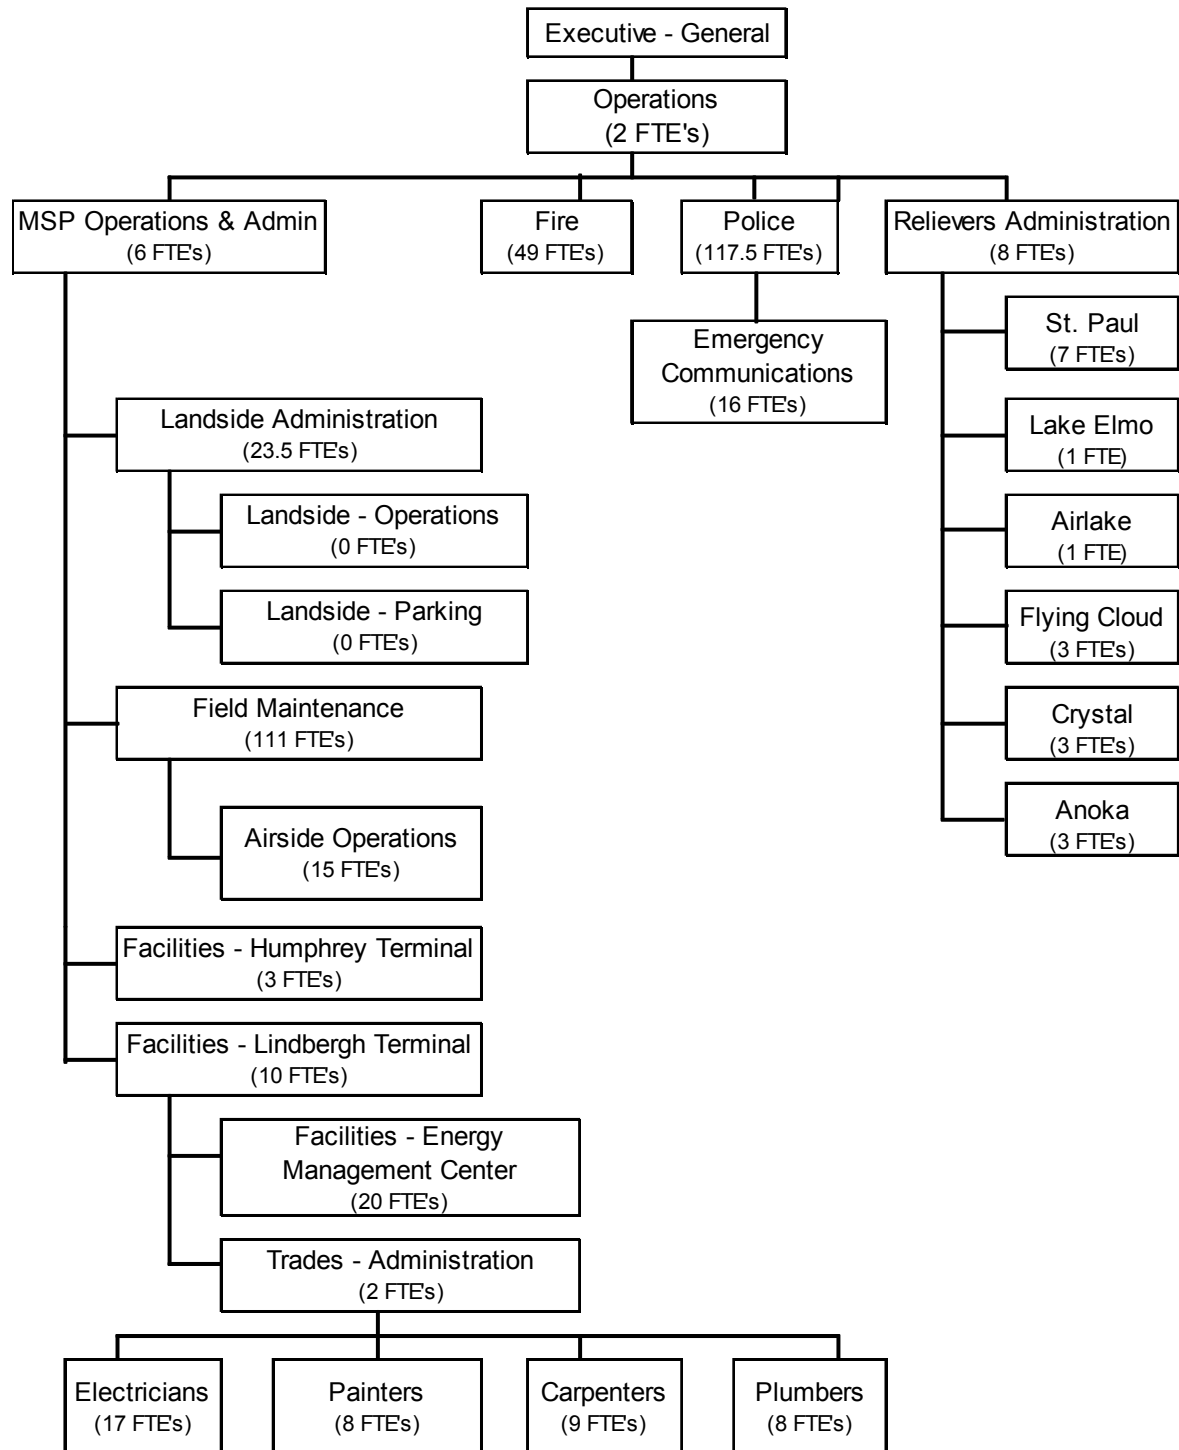 Executive - General
Operations
(2 FTE's)
MSP Operations & Admin
(6 FTE's)
Fire
(49 FTE's)
Police
(117.5 FTE's)
Relievers Administration
(8 FTE's)
Emergency
Communications
(16 FTE's)
St. Paul
(7 FTE's)
Lake Elmo
(1 FTE)
Airlake
(1 FTE)
Flying Cloud
(3 FTE's)
Crystal
(3 FTE's)
Anoka
(3 FTE's)
Landside Administration
(23.5 FTE's)
Landside - Operations
(0 FTE's)
Landside - Parking
(0 FTE's)
Field Maintenance
(111 FTE's)
Airside Operations
(15 FTE's)
Facilities - Humphrey Terminal
(3 FTE's)
Facilities - Lindbergh Terminal
(10 FTE's)
Facilities - Energy
Management Center
(20 FTE's)
Trades - Administration
(2 FTE's)
Electricians
(17 FTE's)
Painters
(8 FTE's)
Carpenters
(9 FTE's)
Plumbers
(8 FTE's)